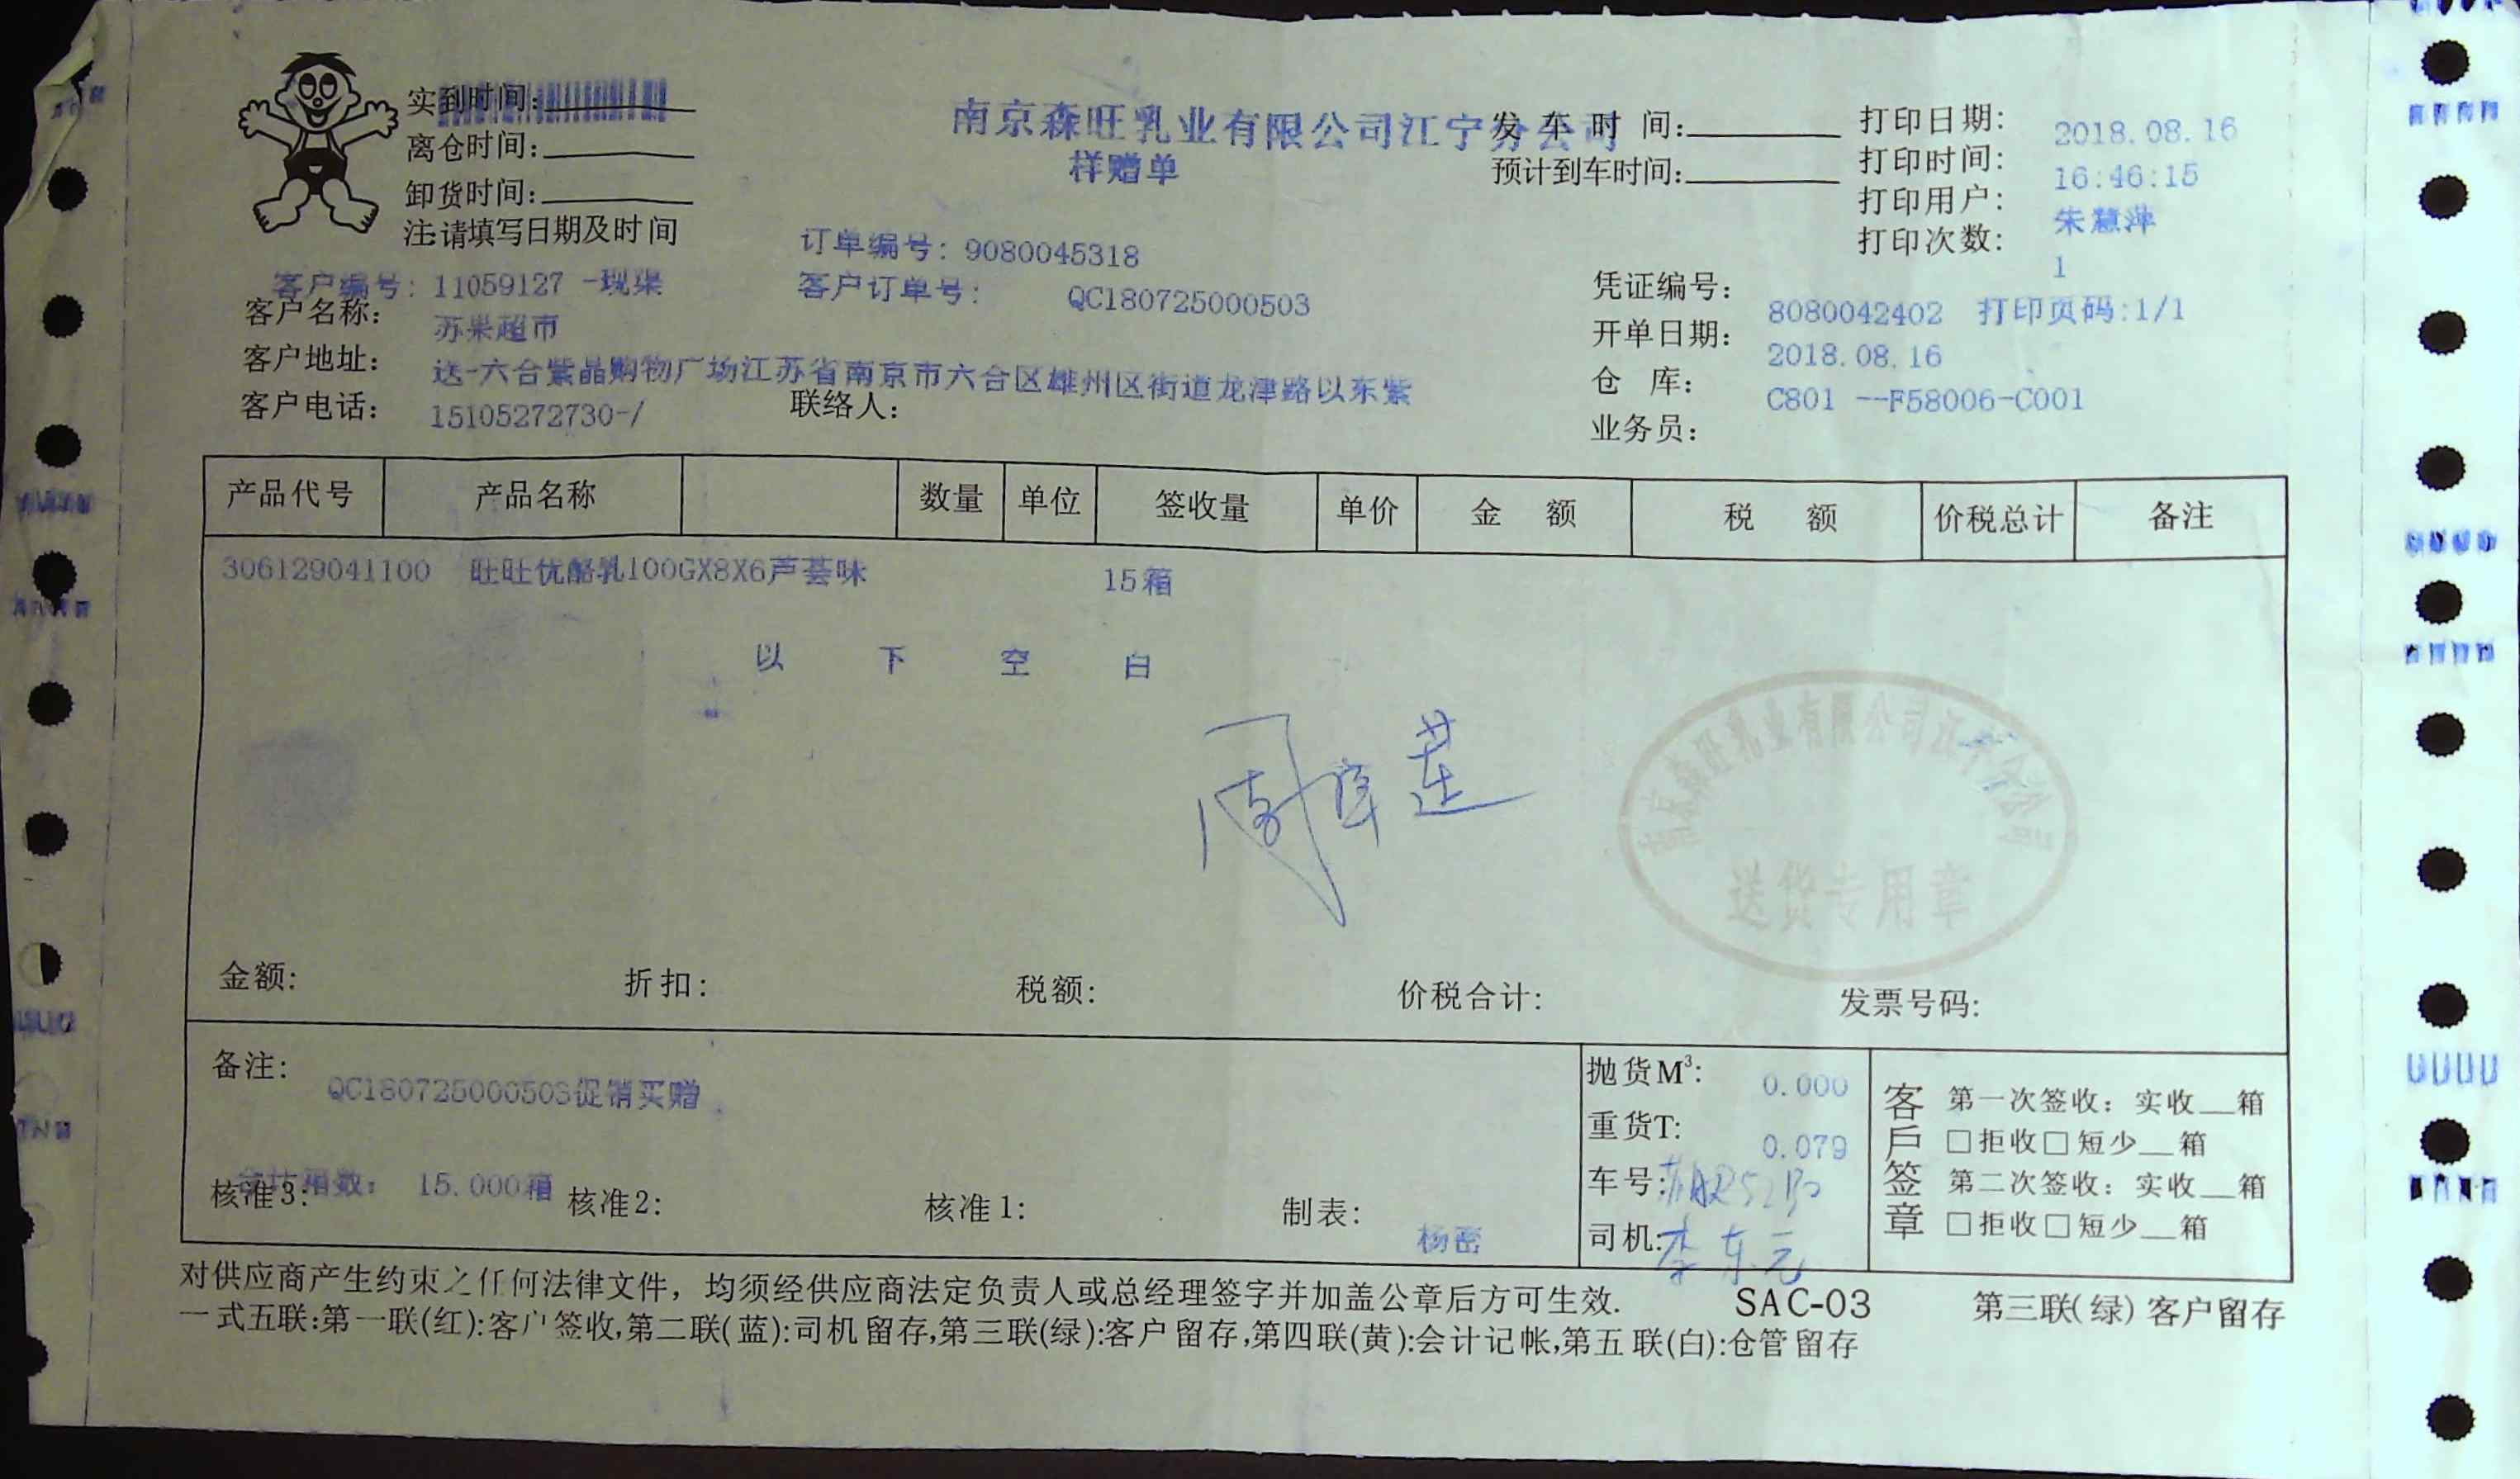 实到时间:
离仓时间:
卸货时间:
注:请填写日期及时间
南京森旺乳业有限公司江宁分公司
样赠单
发车时间:
预计到车时间:
打印日期: 2018.08.16
打印时间: 16:46:15
打印用户: 朱慧萍
打印次数: 1
订单编号: 9080045318
客户编号: 11059127 -现渠
客户订单号: QC180725000503
凭证编号: 8080042402 打印页码:1/1
客户名称: 苏果超市
开单日期: 2018.08.16
客户地址: 送-六合紫晶购物广场江苏省南京市六合区雄州区街道龙津路以东紫
仓 库: C801 --F58006-C001
客户电话: 15105272730-/
联络人:
业务员:
产品代号 产品名称 数量 单位 签收量 单价 金 额 税 额 价税总计 备注
306129041100 旺旺优酪乳100GX8X6芦荟味 15箱
以 下 空 白
南京森旺乳业有限公司江宁分公司
送货专用章
金额: 折扣: 税额: 价税合计: 发票号码:
备注: QC180725000503促销买赠
合计箱数: 15.000箱
核准3: 核准2: 核准1: 制表: 杨密
抛货M³: 0.000
重货T: 0.079
车号:
司机: 李东元
客戶签章
第一次签收: 实收__箱
□拒收□短少__箱
第二次签收: 实收__箱
□拒收□短少__箱
对供应商产生约束之任何法律文件，均须经供应商法定负责人或总经理签字并加盖公章后方可生效.
SAC-03
第三联(绿) 客户留存
一式五联:第一联(红):客户签收,第二联(蓝):司机留存,第三联(绿):客户留存,第四联(黄):会计记帐,第五联(白):仓管留存